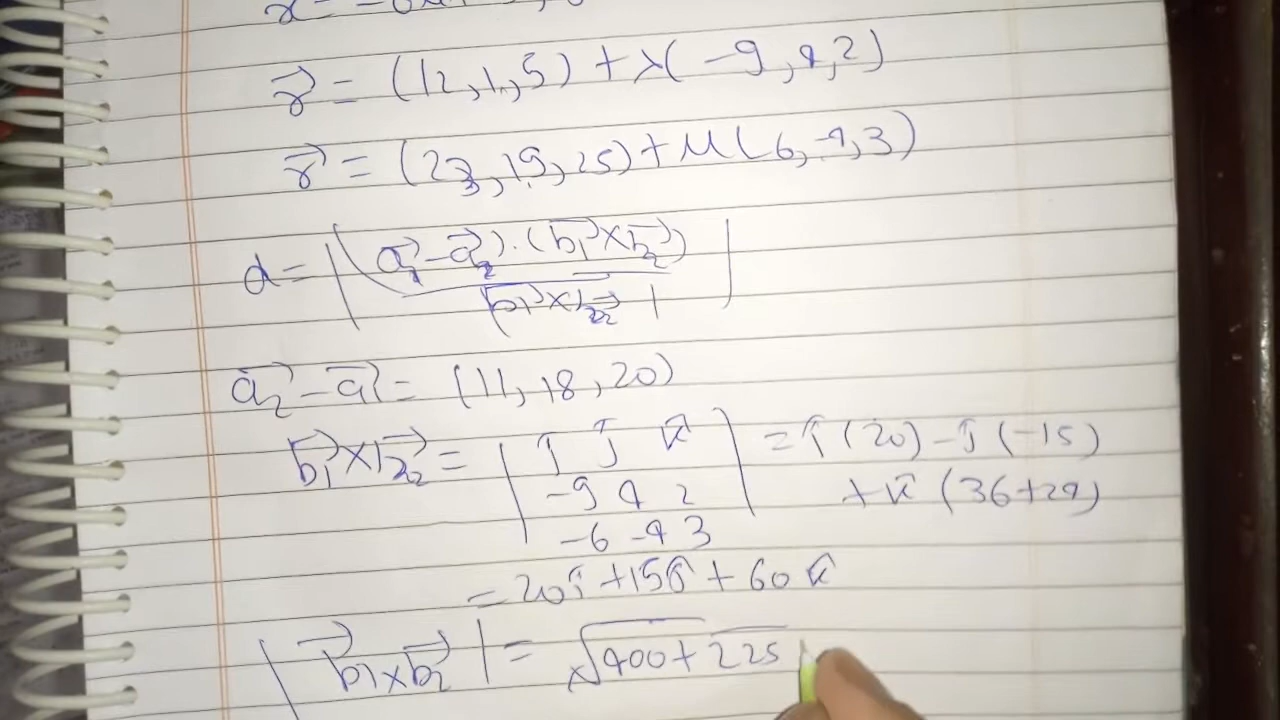 r⃗ = (12, 1, 5) + λ( -9, 4, 2)
r⃗ = (23, 19, 25) + μ (6, -4, 3)
d = | (a⃗₁ - a⃗₂) · (b⃗₁ × b⃗₂) / |b⃗₁ × b⃗₂| |
a⃗₂ - a⃗₁ = (11, 18, 20)
b⃗₁ × b⃗₂ = | î ĵ k̂ | = î (20) - ĵ (-15)
-9 4 2 + k̂ (36+24)
-6 -4 3
= 20î + 15ĵ + 60 k̂
| b⃗₁ × b⃗₂ | = √400 + 225